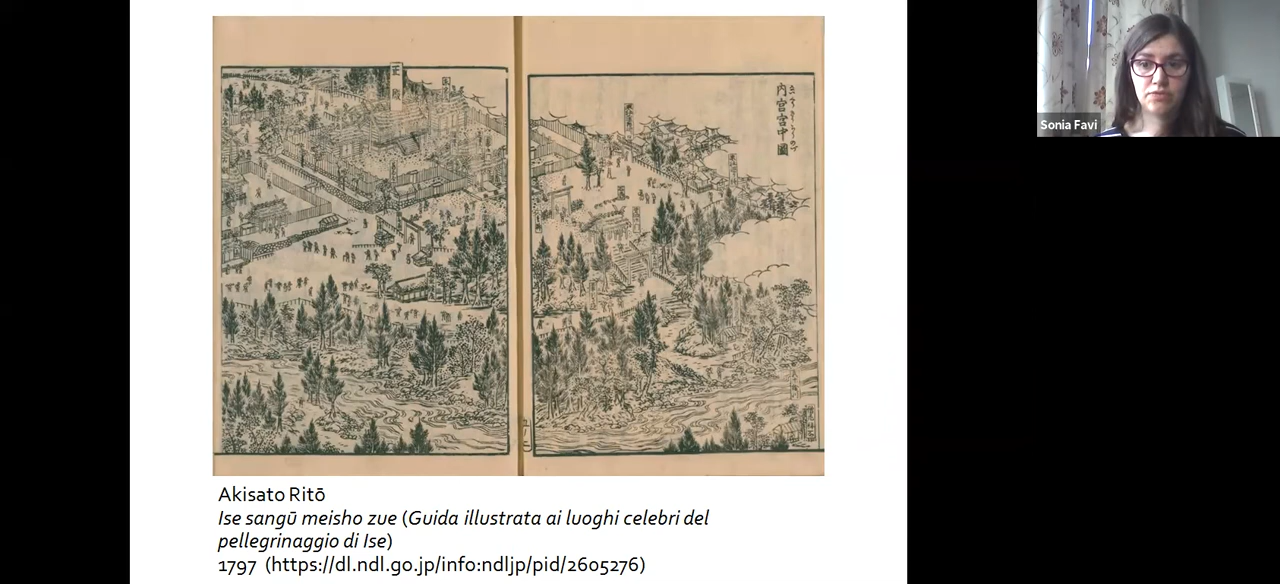 内宮宮中圖
Sonia Favi
Akisato Ritō
Ise sangū meisho zue (Guida illustrata ai luoghi celebri del
pellegrinaggio di Ise)
1797 (https://dl.ndl.go.jp/info:ndljp/pid/2605276)